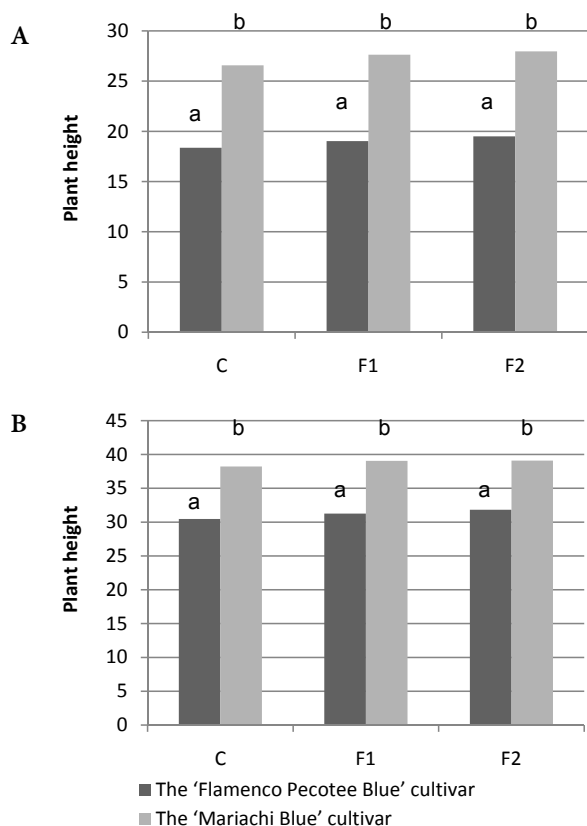 A
Plant height
30
25
20
15
10
5
0
b
b
b
a
a
a
C
F1
F2
B
Plant height
45
40
35
30
25
20
15
10
5
0
b
b
b
a
a
a
C
F1
F2
The ‘Flamenco Pecotee Blue’ cultivar
The ‘Mariachi Blue’ cultivar